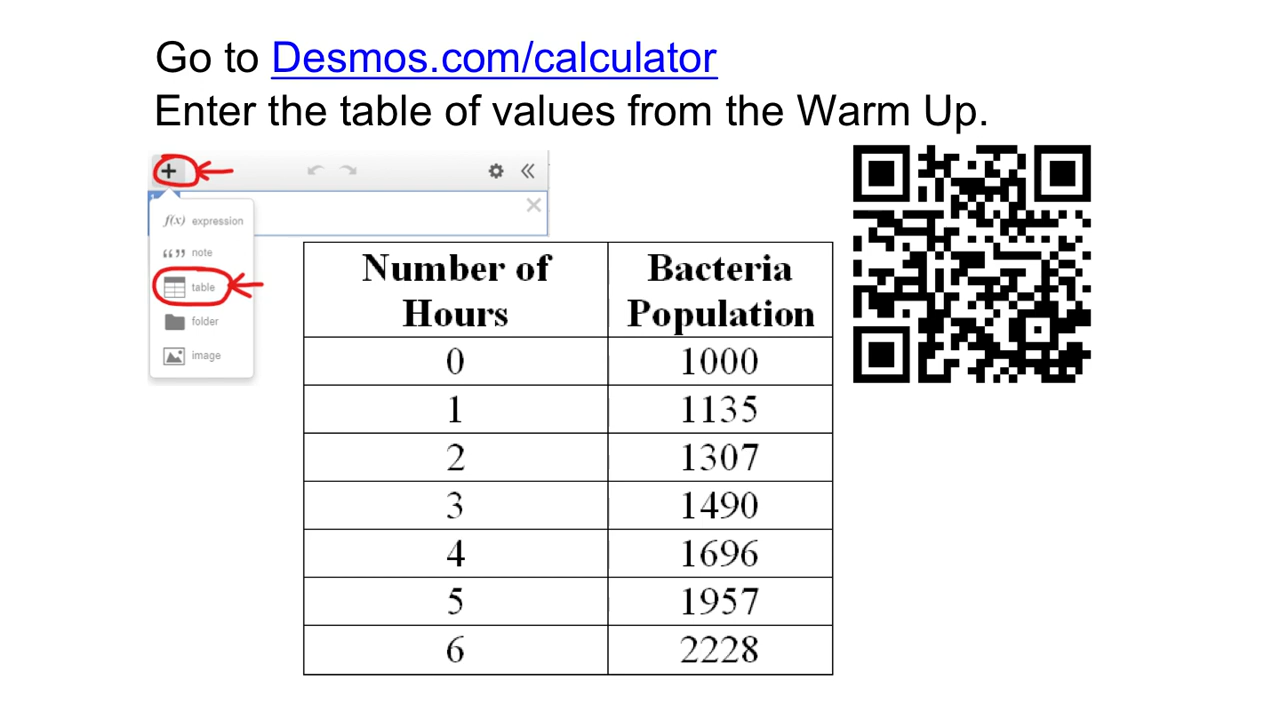 Go to Desmos.com/calculator
Enter the table of values from the Warm Up.
f(x) expression
note
table
folder
image
Number of Hours	Bacteria Population
0	1000
1	1135
2	1307
3	1490
4	1696
5	1957
6	2228